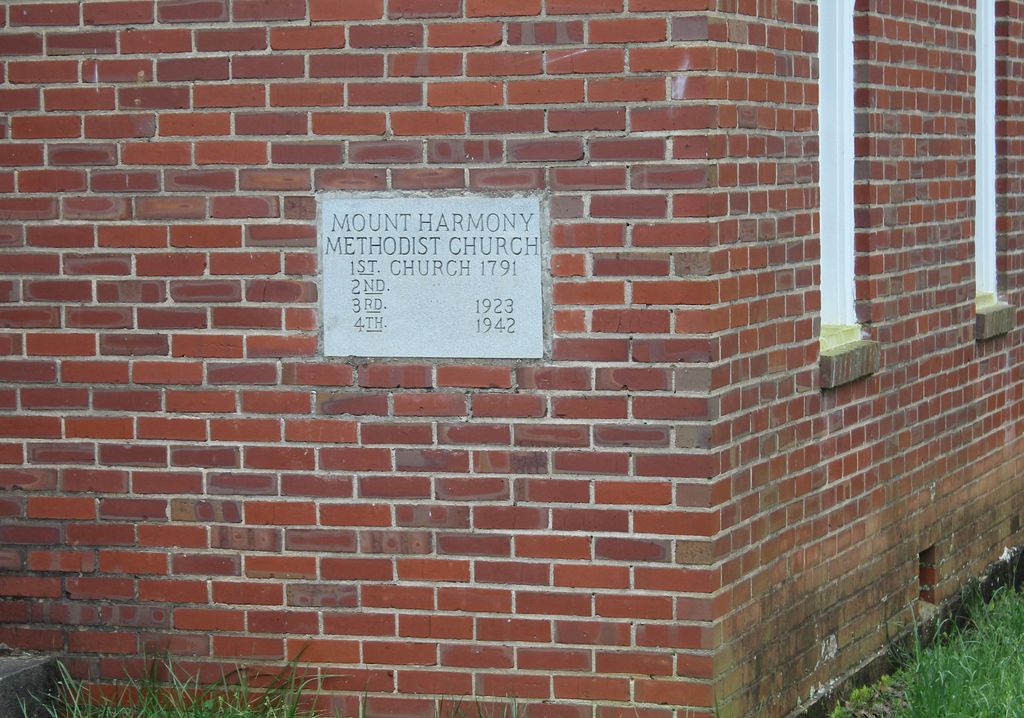 MOUNT HARMONY
METHODIST CHURCH
1ST. CHURCH 1791
2ND.
3RD. 1923
4TH. 1942